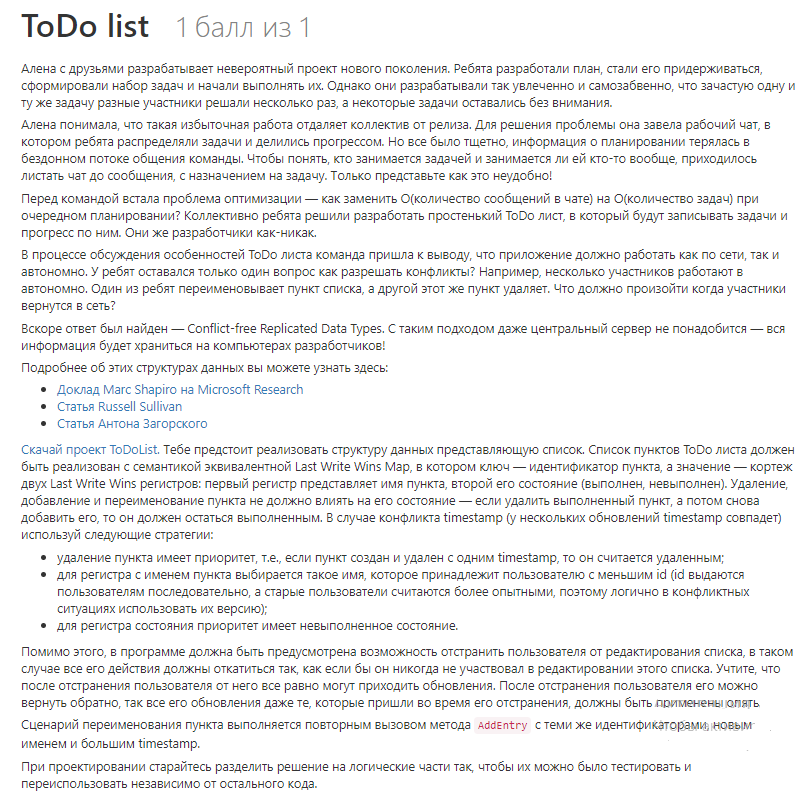 ToDo list 1 балл из 1
Алена с друзьями разрабатывает невероятный проект нового поколения. Ребята разработали план, стали его придерживаться,
сформировали набор задач и начали выполнять их. Однако они разрабатывали так увлеченно и самозабвенно, что зачастую одну и
ту же задачу разные участники решали несколько раз, а некоторые задачи оставались без внимания.
Алена понимала, что такая избыточная работа отдаляет коллектив от релиза. Для решения проблемы она завела рабочий чат, в
котором ребята распределяли задачи и делились прогрессом. Но все было тщетно, информация о планировании терялась в
бездонном потоке общения команды. Чтобы понять, кто занимается задачей и занимается ли ей кто-то вообще, приходилось
листать чат до сообщения, с назначением на задачу. Только представьте как это неудобно!
Перед командой встала проблема оптимизации — как заменить O(количество сообщений в чате) на O(количество задач) при
очередном планировании? Коллективно ребята решили разработать простенький ToDo лист, в который будут записывать задачи и
прогресс по ним. Они же разработчики как-никак.
В процессе обсуждения особенностей ToDo листа команда пришла к выводу, что приложение должно работать как по сети, так и
автономно. У ребят оставался только один вопрос как разрешать конфликты? Например, несколько участников работают в
автономно. Один из ребят переименовывает пункт списка, а другой этот же пункт удаляет. Что должно произойти когда участники
вернутся в сеть?
Вскоре ответ был найден — Conflict-free Replicated Data Types. С таким подходом даже центральный сервер не понадобится — вся
информация будет храниться на компьютерах разработчиков!
Подробнее об этих структурах данных вы можете узнать здесь:
• Доклад Marc Shapiro на Microsoft Research
• Статья Russell Sullivan
• Статья Антона Загорского
Скачай проект ToDoList. Тебе предстоит реализовать структуру данных представляющую список. Список пунктов ToDo листа должен
быть реализован с семантикой эквивалентной Last Write Wins Map, в котором ключ — идентификатор пункта, а значение — кортеж
двух Last Write Wins регистров: первый регистр представляет имя пункта, второй его состояние (выполнен, невыполнен). Удаление,
добавление и переименование пункта не должно влиять на его состояние — если удалить выполненный пункт, а потом снова
добавить его, то он должен остаться выполненным. В случае конфликта timestamp (у нескольких обновлений timestamp совпадет)
используй следующие стратегии:
• удаление пункта имеет приоритет, т.е., если пункт создан и удален с одним timestamp, то он считается удаленным;
• для регистра с именем пункта выбирается такое имя, которое принадлежит пользователю с меньшим id (id выдаются
пользователям последовательно, а старые пользователи считаются более опытными, поэтому логично в конфликтных
ситуациях использовать их версию);
• для регистра состояния приоритет имеет невыполненное состояние.
Помимо этого, в программе должна быть предусмотрена возможность отстранить пользователя от редактирования списка, в таком
случае все его действия должны откатиться так, как если бы он никогда не участвовал в редактировании этого списка. Учтите, что
после отстранения пользователя от него все равно могут приходить обновления. После отстранения пользователя его можно
вернуть обратно, так все его обновления даже те, которые пришли во время его отстранения, должны быть применены опять.
Сценарий переименования пункта выполняется повторным вызовом метода AddEntry с теми же идентификаторами, новым
именем и большим timestamp.
При проектировании старайтесь разделить решение на логические части так, чтобы их можно было тестировать и
переиспользовать независимо от остального кода.